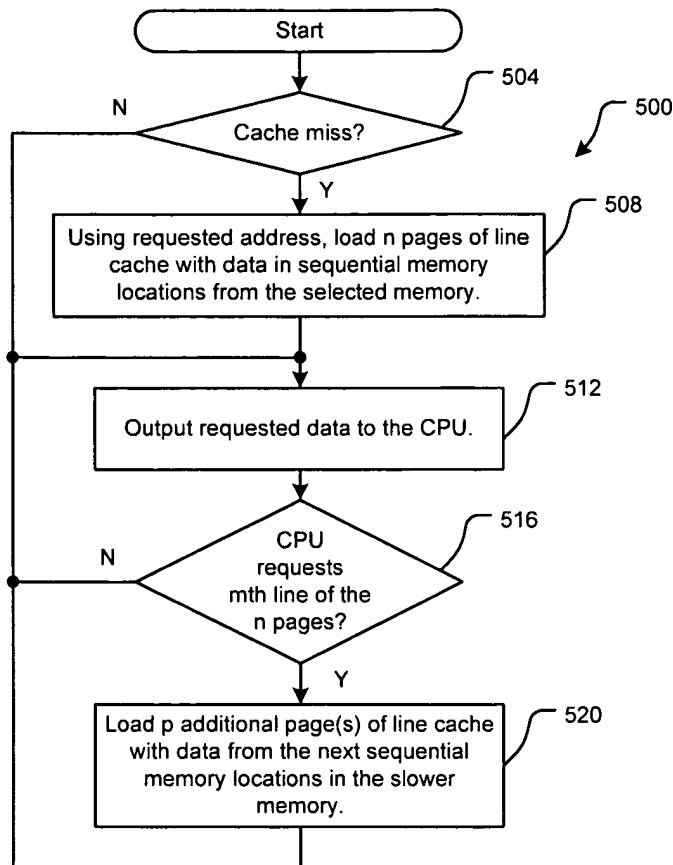 Start
504
N
Cache miss?
500
Y
508
Using requested address, load n pages of line
cache with data in sequential memory
locations from the selected memory.
512
Output requested data to the CPU.
516
N
CPU
requests
mth line of the
n pages?
Y
520
Load p additional page(s) of line cache
with data from the next sequential
memory locations in the slower
memory.